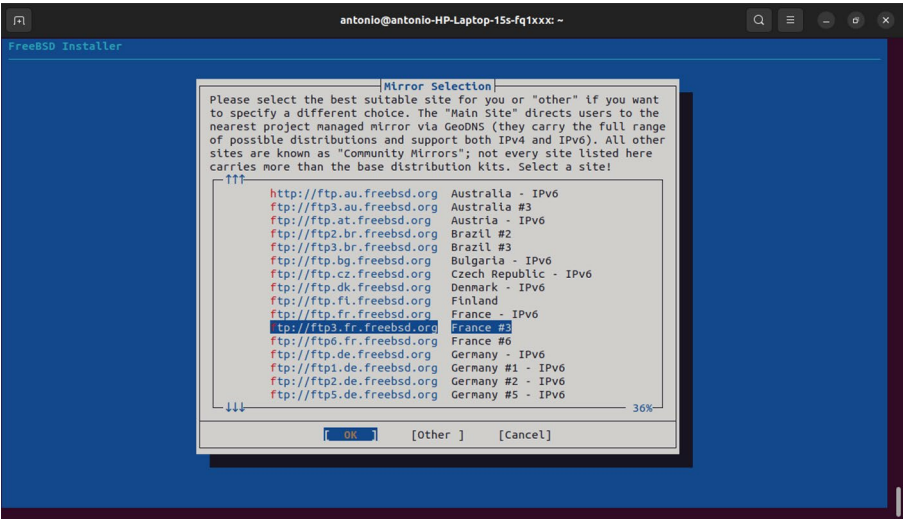 antonio@antonio-HP-Laptop-15s-fq1xxx: ~
FreeBSD Installer
Mirror Selection
Please select the best suitable site for you or "other" if you want
to specify a different choice. The "Main Site" directs users to the
nearest project managed mirror via GeoDNS (they carry the full range
of possible distributions and support both IPv4 and IPv6). All other
sites are known as "Community Mirrors"; not every site listed here
carries more than the base distribution kits. Select a site!
↑↑↑
http://ftp.au.freebsd.org Australia - IPv6
ftp://ftp3.au.freebsd.org Australia #3
ftp://ftp.at.freebsd.org Austria - IPv6
ftp://ftp2.br.freebsd.org Brazil #2
ftp://ftp3.br.freebsd.org Brazil #3
ftp://ftp.bg.freebsd.org Bulgaria - IPv6
ftp://ftp.cz.freebsd.org Czech Republic - IPv6
ftp://ftp.dk.freebsd.org Denmark - IPv6
ftp://ftp.fi.freebsd.org Finland
ftp://ftp.fr.freebsd.org France - IPv6
ftp://ftp3.fr.freebsd.org France #3
ftp://ftp6.fr.freebsd.org France #6
ftp://ftp.de.freebsd.org Germany - IPv6
ftp://ftp1.de.freebsd.org Germany #1 - IPv6
ftp://ftp2.de.freebsd.org Germany #2 - IPv6
ftp://ftp5.de.freebsd.org Germany #5 - IPv6
↓↓↓ 36%
[ OK ] [Other ] [Cancel]